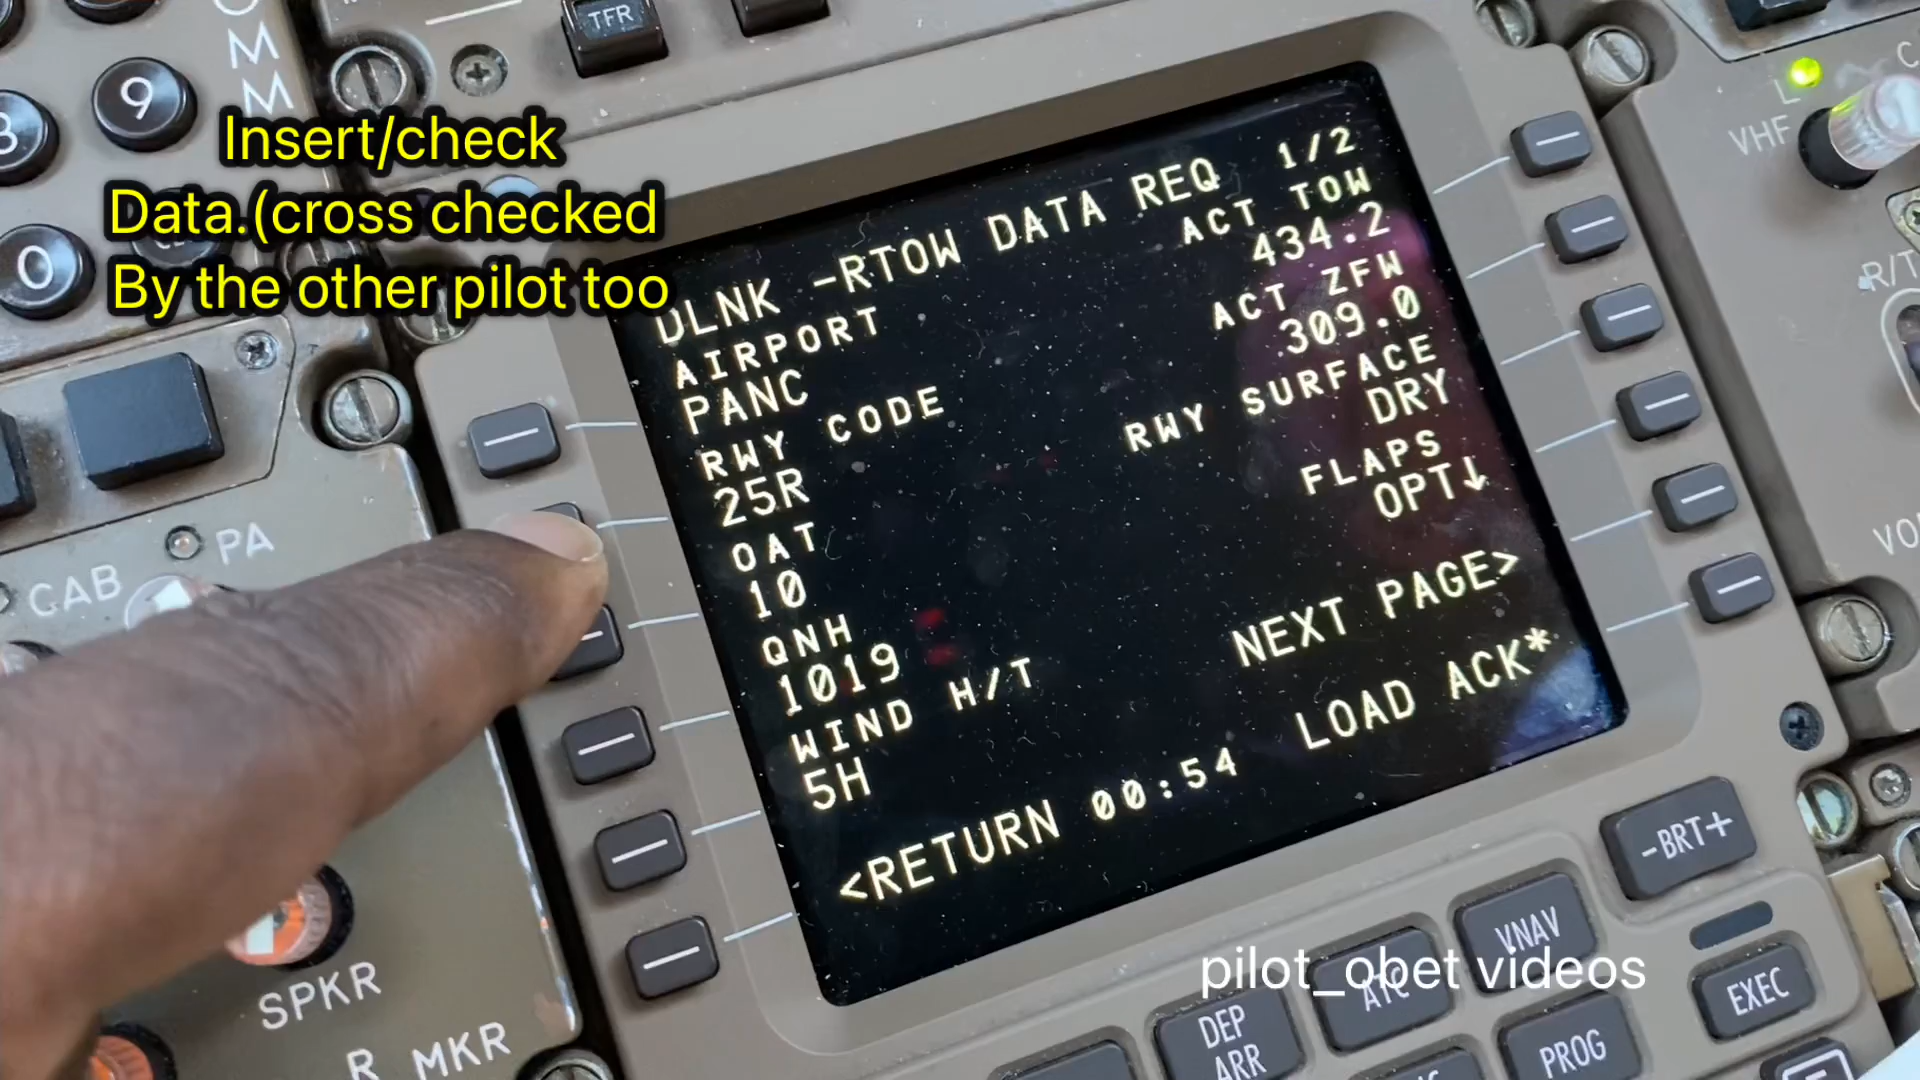 TFR
9
0
Insert/check
Data.(cross checked
By the other pilot too
DLNK -RTOW DATA REQ 1/2
AIRPORT ACT TOW
PANC 434.2
RWY CODE ACT ZFW
25R 309.0
OAT RWY SURFACE
10 DRY
QNH FLAPS
1019 OPT↓
WIND H/T
5H NEXT PAGE>
<RETURN 00:54 LOAD ACK*
L
VHF
R/T
PA
CAB
SPKR
R MKR
-BRT+
VNAV
pilot_obet videos
ATC
EXEC
DEP
ARR
PROG